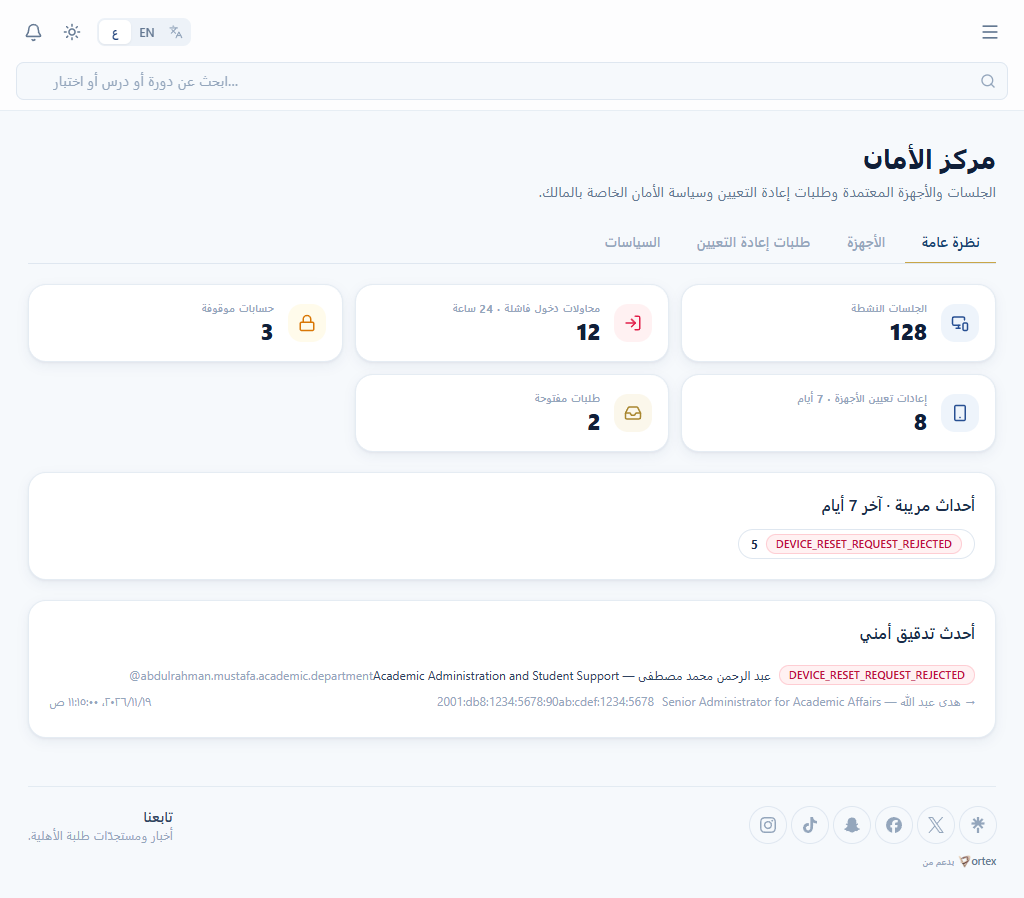 ع EN
ابحث عن دورة أو درس أو اختبار...
مركز الأمان
الجلسات والأجهزة المعتمدة وطلبات إعادة التعيين وسياسة الأمان الخاصة بالمالك.
نظرة عامة
الأجهزة
طلبات إعادة التعيين
السياسات
الجلسات النشطة
128
محاولات دخول فاشلة · 24 ساعة
12
حسابات موقوفة
3
إعادات تعيين الأجهزة · 7 أيام
8
طلبات مفتوحة
2
أحداث مريبة · آخر 7 أيام
DEVICE_RESET_REQUEST_REJECTED 5
أحدث تدقيق أمني
DEVICE_RESET_REQUEST_REJECTED عبد الرحمن محمد مصطفى — Academic Administration and Student Support @abdulrahman.mustafa.academic.department
→ هدى عبد الله — Senior Administrator for Academic Affairs 2001:db8:1234:5678:90ab:cdef:1234:5678 ١٩‏/١١‏/٢٠٢٦، ١١:١٥:٠٠ ص
تابعنا
أخبار ومستجدّات طلبة الأهلية.
بدعم من ortex